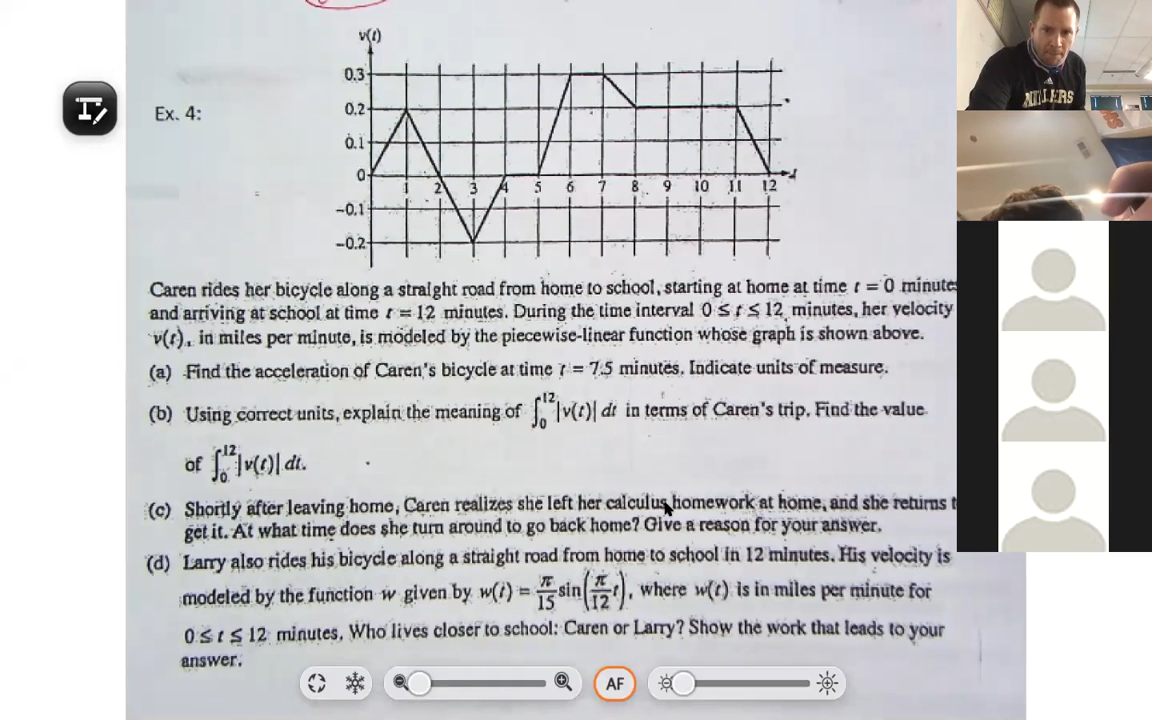 v(t)
0.3
0.2
0.1
0
-0.1
-0.2
1 2 3 4 5 6 7 8 9 10 11 12
t
Ex. 4:
Caren rides her bicycle along a straight road from home to school, starting at home at time t = 0 minute
and arriving at school at time t = 12 minutes. During the time interval 0 ≤ t ≤ 12 minutes, her velocity
v(t), in miles per minute, is modeled by the piecewise-linear function whose graph is shown above.
(a) Find the acceleration of Caren's bicycle at time t = 7.5 minutes. Indicate units of measure.
(b) Using correct units, explain the meaning of ∫₀¹²|v(t)| dt in terms of Caren's trip. Find the value
of ∫₀¹²|v(t)| dt.
(c) Shortly after leaving home, Caren realizes she left her calculus homework at home, and she returns t
get it. At what time does she turn around to go back home? Give a reason for your answer.
(d) Larry also rides his bicycle along a straight road from home to school in 12 minutes. His velocity is
modeled by the function w given by w(t) = π/15 sin(π/12 t), where w(t) is in miles per minute for
0 ≤ t ≤ 12 minutes. Who lives closer to school: Caren or Larry? Show the work that leads to your
answer.
AF